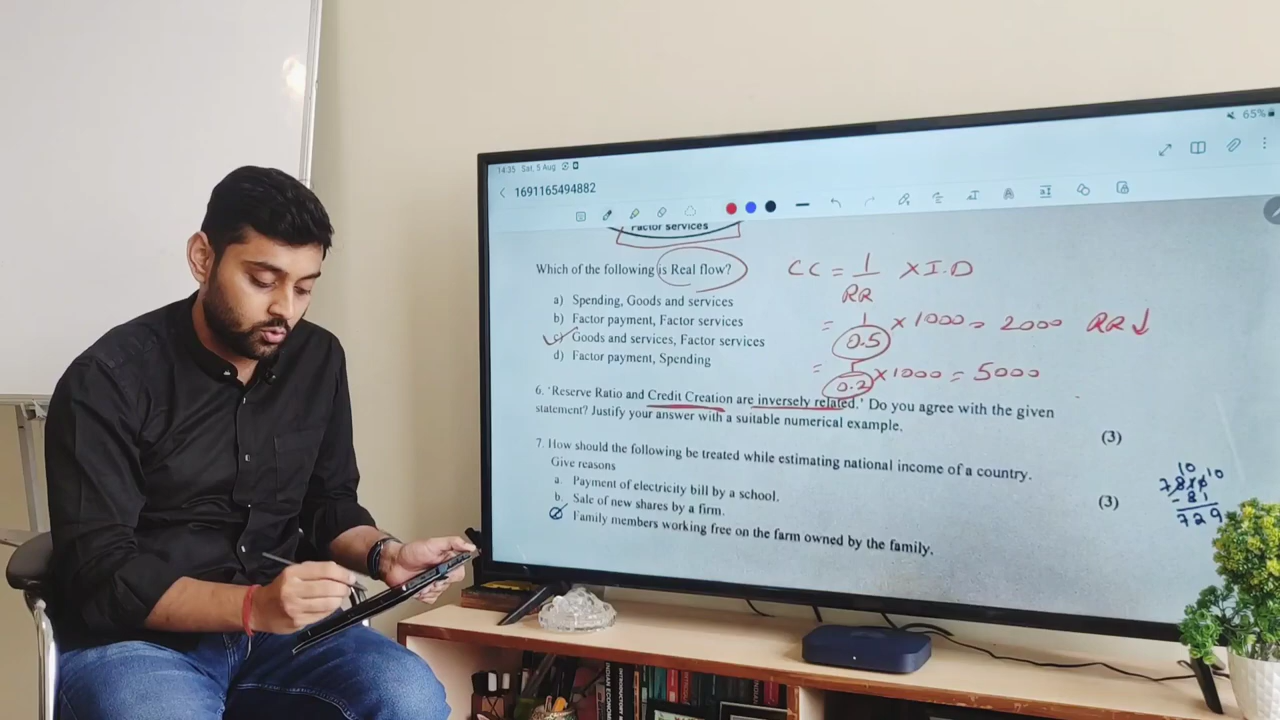 14:35 Sat, 5 Aug
65%
1691165494882
Factor services
Which of the following is Real flow?
a) Spending, Goods and services
b) Factor payment, Factor services
c) Goods and services, Factor services
d) Factor payment, Spending
CC = 1/RR × I.D
= 1/0.5 × 1000 = 2000 RR↓
= 1/0.2 × 1000 = 5000
6. 'Reserve Ratio and Credit Creation are inversely related.' Do you agree with the given
statement? Justify your answer with a suitable numerical example.
(3)
7. How should the following be treated while estimating national income of a country.
Give reasons
(3)
a. Payment of electricity bill by a school.
b. Sale of new shares by a firm.
Family members working free on the farm owned by the family.
10 10
- 81
729